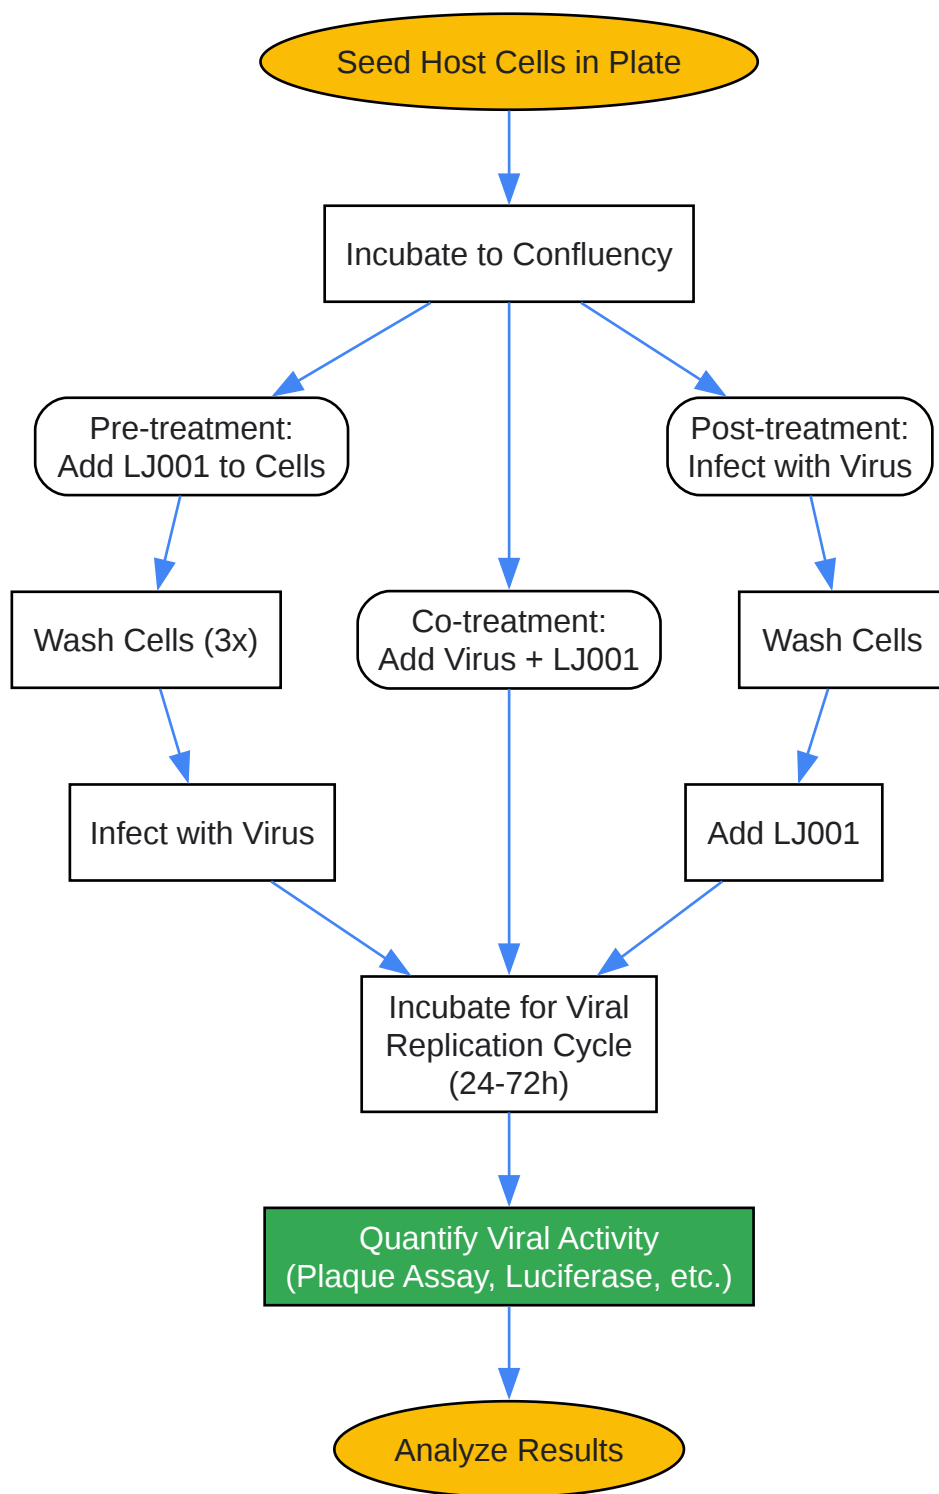 Seed Host Cells in Plate
Incubate to Confluency
Pre-treatment:
Add LJ001 to Cells
Post-treatment:
Infect with Virus
Wash Cells (3x)
Co-treatment:
Add Virus + LJ001
Wash Cells
Infect with Virus
Add LJ001
Incubate for Viral
Replication Cycle
(24-72h)
Quantify Viral Activity
(Plaque Assay, Luciferase, etc.)
Analyze Results